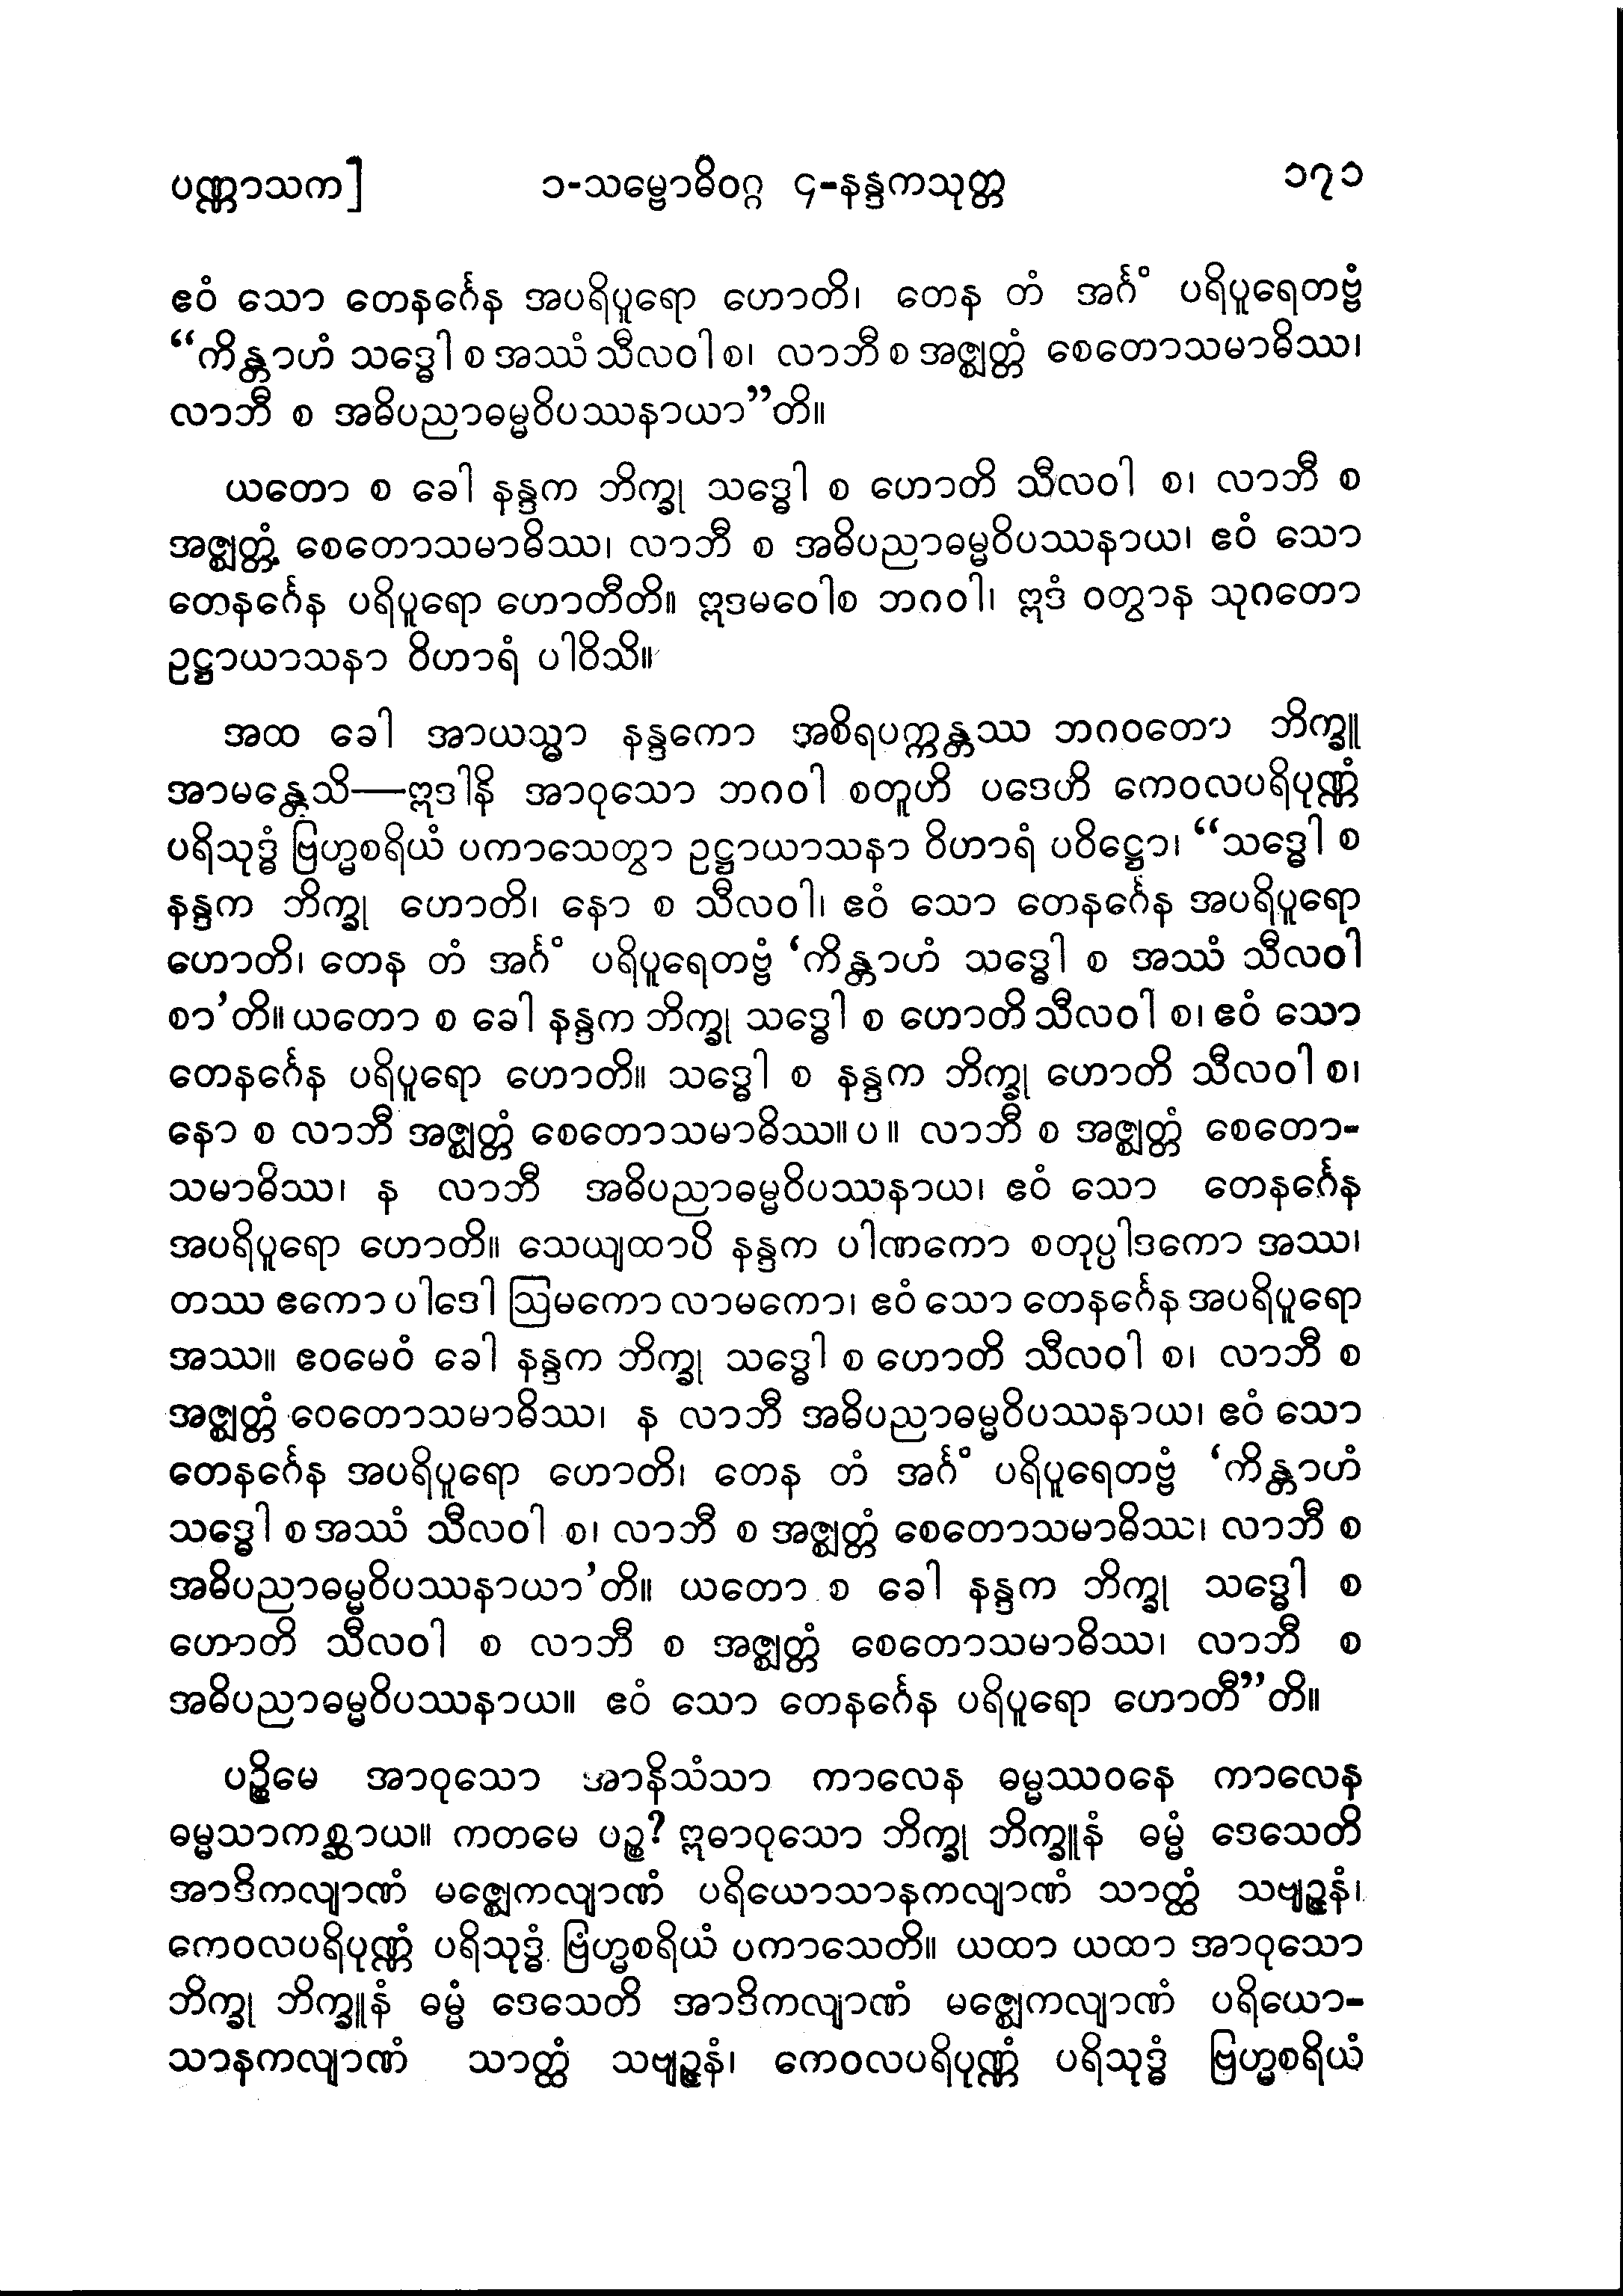 ပဏ္ဏာသက] ၁-သမ္ဗောဓိဝဂ္ဂ ၄-နန္ဒကသုတ္တ ၁၇၁
ဧဝံ သော တေနင်္ဂေန အပရိပူရော ဟောတိ၊ တေန တံ အင်္ဂံ ပရိပူရေတဗ္ဗံ
“ကိန္တာဟံ သဒ္ဓေါ စ အဿံ သီလဝါ စ၊ လာဘီ စ အဇ္ဈတ္တံ စေတောသမာဓိဿ၊
လာဘီ စ အဓိပညာဓမ္မဝိပဿနာယာ”တိ။
ယတော စ ခေါ နန္ဒက ဘိက္ခု သဒ္ဓေါ စ ဟောတိ သီလဝါ စ၊ လာဘီ စ
အဇ္ဈတ္တံ စေတောသမာဓိဿ၊ လာဘီ စ အဓိပညာဓမ္မဝိပဿနာယ၊ ဧဝံ သော
တေနင်္ဂေန ပရိပူရော ဟောတီတိ။ ဣဒမဝေါစ ဘဂဝါ၊ ဣဒံ ဝတွာန သုဂတော
ဥဋ္ဌာယာသနာ ဝိဟာရံ ပါဝိသိ။
အထ ခေါ အာယသ္မာ နန္ဒကော အစိရပက္ကန္တဿ ဘဂဝတော ဘိက္ခူ
အာမန္တေသိ—ဣဒါနိ အာဝုသော ဘဂဝါ စတူဟိ ပဒေဟိ ကေဝလပရိပုဏ္ဏံ
ပရိသုဒ္ဓံ ဗြဟ္မစရိယံ ပကာသေတွာ ဥဋ္ဌာယာသနာ ဝိဟာရံ ပဝိဋ္ဌော၊ “သဒ္ဓေါ စ
နန္ဒက ဘိက္ခု ဟောတိ၊ နော စ သီလဝါ၊ ဧဝံ သော တေနင်္ဂေန အပရိပူရော
ဟောတိ၊ တေန တံ အင်္ဂံ ပရိပူရေတဗ္ဗံ ‘ကိန္တာဟံ သဒ္ဓေါ စ အဿံ သီလဝါ
စာ’တိ။ ယတော စ ခေါ နန္ဒက ဘိက္ခု သဒ္ဓေါ စ ဟောတိ သီလဝါ စ၊ ဧဝံ သော
တေနင်္ဂေန ပရိပူရော ဟောတိ။ သဒ္ဓေါ စ နန္ဒက ဘိက္ခု ဟောတိ သီလဝါ စ၊
နော စ လာဘီ အဇ္ဈတ္တံ စေတောသမာဓိဿ။ ပ ။ လာဘီ စ အဇ္ဈတ္တံ စေတော-
သမာဓိဿ၊ န လာဘီ အဓိပညာဓမ္မဝိပဿနာယ၊ ဧဝံ သော တေနင်္ဂေန
အပရိပူရော ဟောတိ။ သေယျထာပိ နန္ဒက ပါဏကော စတုပ္ပါဒကော အဿ၊
တဿ ဧကော ပါဒေါ ဩမကော လာမကော၊ ဧဝံ သော တေနင်္ဂေန အပရိပူရော
အဿ။ ဧဝမေဝံ ခေါ နန္ဒက ဘိက္ခု သဒ္ဓေါ စ ဟောတိ သီလဝါ စ၊ လာဘီ စ
အဇ္ဈတ္တံ ဝေတောသမာဓိဿ၊ န လာဘီ အဓိပညာဓမ္မဝိပဿနာယ၊ ဧဝံ သော
တေနင်္ဂေန အပရိပူရော ဟောတိ၊ တေန တံ အင်္ဂံ ပရိပူရေတဗ္ဗံ ‘ကိန္တာဟံ
သဒ္ဓေါ စ အဿံ သီလဝါ စ၊ လာဘီ စ အဇ္ဈတ္တံ စေတောသမာဓိဿ၊ လာဘီ စ
အဓိပညာဓမ္မဝိပဿနာယာ’တိ။ ယတော စ ခေါ နန္ဒက ဘိက္ခု သဒ္ဓေါ စ
ဟောတိ သီလဝါ စ လာဘီ စ အဇ္ဈတ္တံ စေတောသမာဓိဿ၊ လာဘီ စ
အဓိပညာဓမ္မဝိပဿနာယ။ ဧဝံ သော တေနင်္ဂေန ပရိပူရော ဟောတီ”တိ။
ပဉ္စိမေ အာဝုသော အာနိသံသာ ကာလေန ဓမ္မဿဝနေ ကာလေန
ဓမ္မသာကစ္ဆာယ။ ကတမေ ပဉ္စ? ဣဓာဝုသော ဘိက္ခု ဘိက္ခူနံ ဓမ္မံ ဒေသေတိ
အာဒိကလျာဏံ မဇ္ဈေကလျာဏံ ပရိယောသာနကလျာဏံ သာတ္ထံ သဗျဉ္ဇနံ၊
ကေဝလပရိပုဏ္ဏံ ပရိသုဒ္ဓံ ဗြံဟ္မစရိယံ ပကာသေတိ။ ယထာ ယထာ အာဝုသော
ဘိက္ခု ဘိက္ခူနံ ဓမ္မံ ဒေသေတိ အာဒိကလျာဏံ မဇ္ဈေကလျာဏံ ပရိယော-
သာနကလျာဏံ သာတ္ထံ သဗျဉ္ဇနံ၊ ကေဝလပရိပုဏ္ဏံ ပရိသုဒ္ဓံ ဗြဟ္မစရိယံ